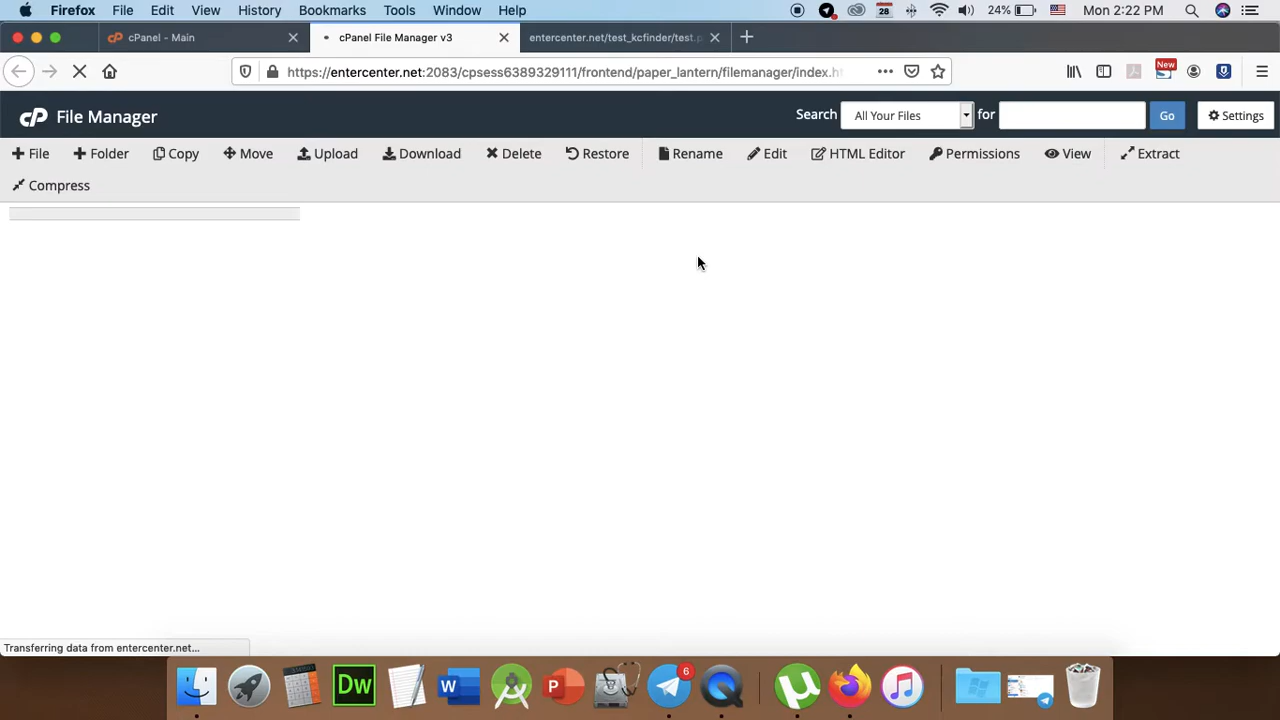 Firefox File Edit View History Bookmarks Tools Window Help 28 24% Mon 2:22 PM
cPanel - Main
cPanel File Manager v3
entercenter.net/test_kcfinder/test.p
https://entercenter.net:2083/cpsess6389329111/frontend/paper_lantern/filemanager/index.h
New
cP File Manager
Search All Your Files for Go Settings
File Folder Copy Move Upload Download Delete Restore Rename Edit HTML Editor Permissions View Extract
Compress
Transferring data from entercenter.net...
Dw
W
P
6